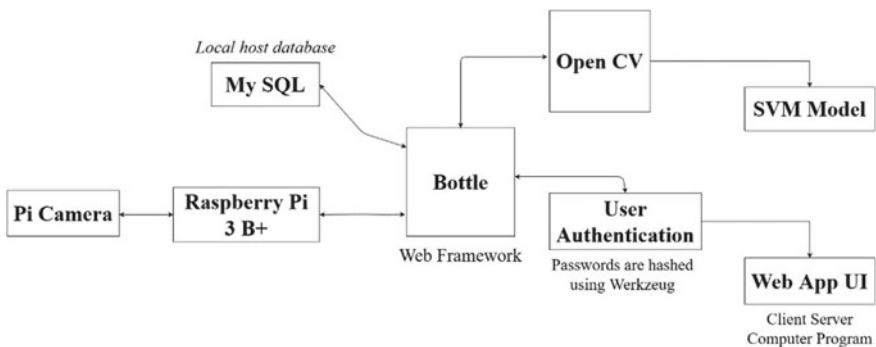 Local host database
My SQL
Open CV
SVM Model
Bottle
Web Framework
Pi Camera
Raspberry Pi
3 B+
User
Authentication
Passwords are hashed
using Werkzeug
Web App UI
Client Server
Computer Program